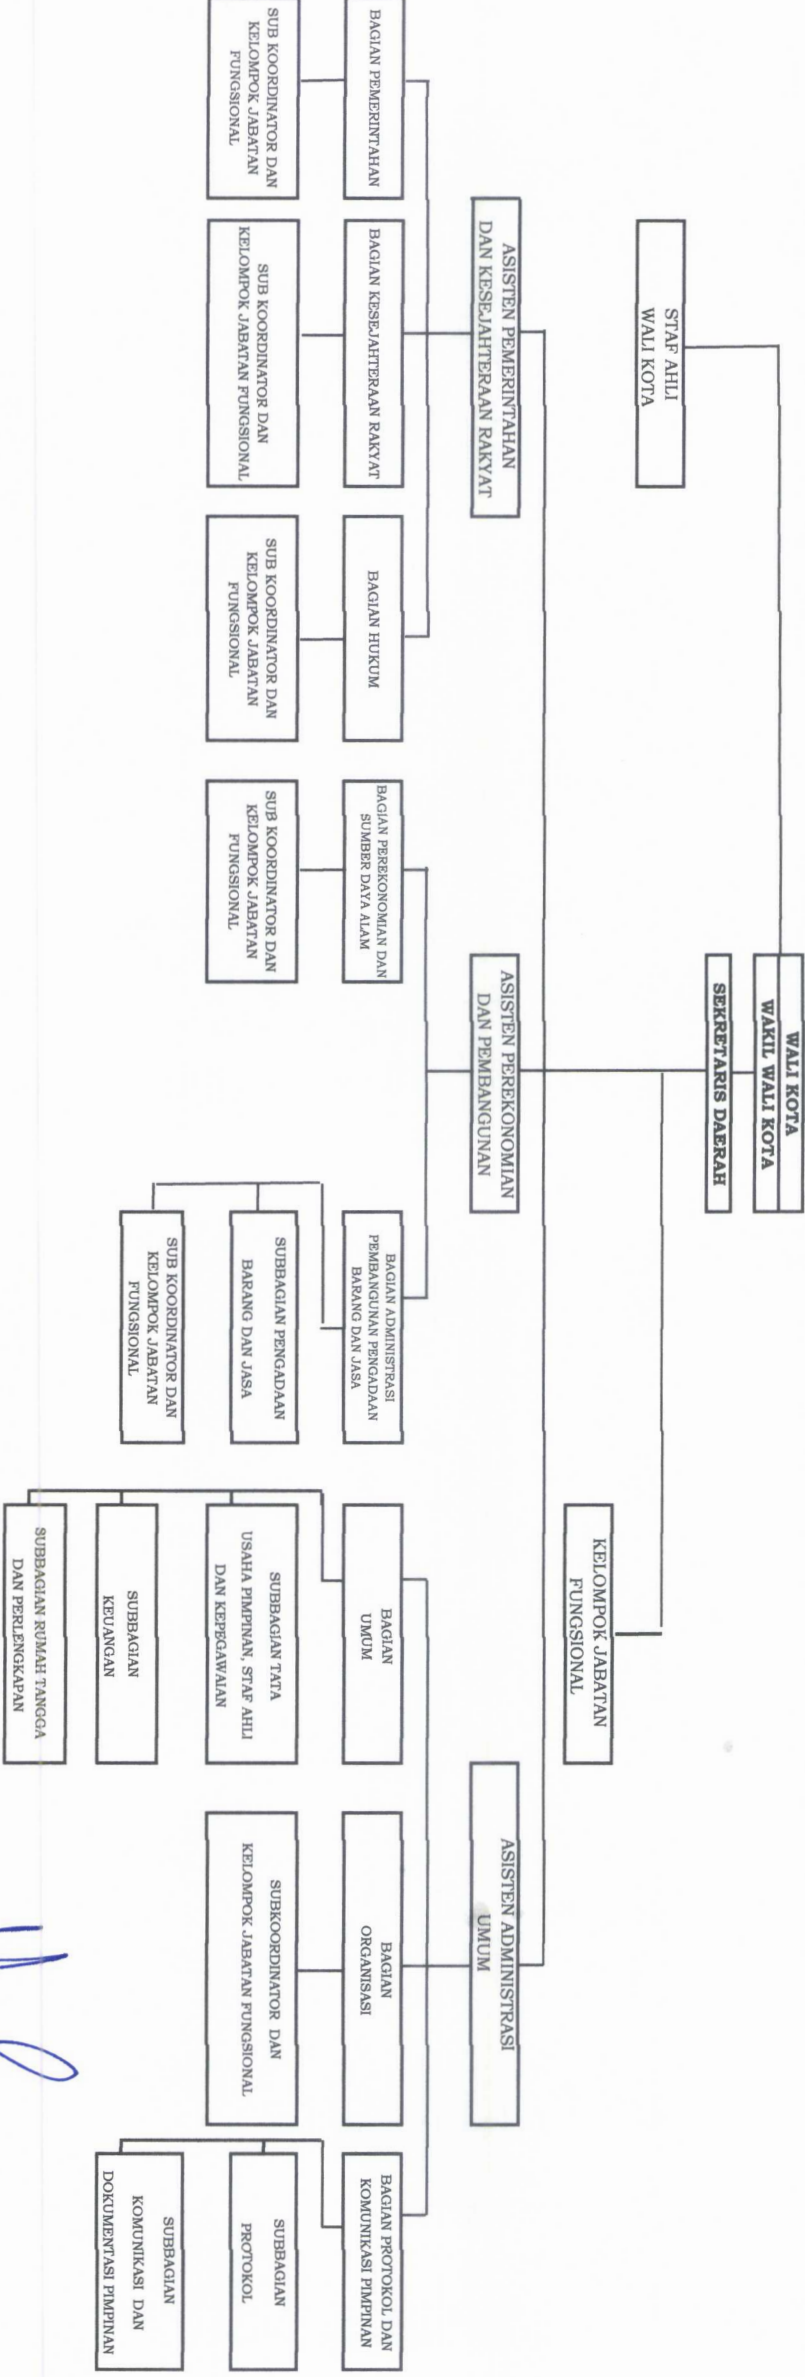 WALI KOTA
WAKIL WALI KOTA
SEKRETARIS DAERAH
STAF AHLI
WALI KOTA
KELOMPOK JABATAN
FUNGSIONAL
ASISTEN PEMERINTAHAN
DAN KESEJAHTERAAN RAKYAT
ASISTEN PEREKONOMIAN
DAN PEMBANGUNAN
ASISTEN ADMINISTRASI
UMUM
BAGIAN PEMERINTAHAN
BAGIAN KESEJAHTERAAN RAKYAT
BAGIAN HUKUM
BAGIAN PEREKONOMIAN DAN
SUMBER DAYA ALAM
BAGIAN ADMINISTRASI
PEMBANGUNAN PENGADAAN
BARANG DAN JASA
BAGIAN
UMUM
BAGIAN
ORGANISASI
BAGIAN PROTOKOL DAN
KOMUNIKASI PIMPINAN
SUB KOORDINATOR DAN
KELOMPOK JABATAN
FUNGSIONAL
SUB KOORDINATOR DAN
KELOMPOK JABATAN FUNGSIONAL
SUB KOORDINATOR DAN
KELOMPOK JABATAN
FUNGSIONAL
SUB KOORDINATOR DAN
KELOMPOK JABATAN
FUNGSIONAL
SUBBAGIAN PENGADAAN
BARANG DAN JASA
SUB KOORDINATOR DAN
KELOMPOK JABATAN
FUNGSIONAL
SUBBAGIAN TATA
USAHA PIMPINAN, STAF AHLI
DAN KEPEGAWAIAN
SUBBAGIAN
KEUANGAN
SUBBAGIAN RUMAH TANGGA
DAN PERLENGKAPAN
SUBKOORDINATOR DAN
KELOMPOK JABATAN FUNGSIONAL
SUBBAGIAN
PROTOKOL
SUBBAGIAN
KOMUNIKASI DAN
DOKUMENTASI PIMPINAN